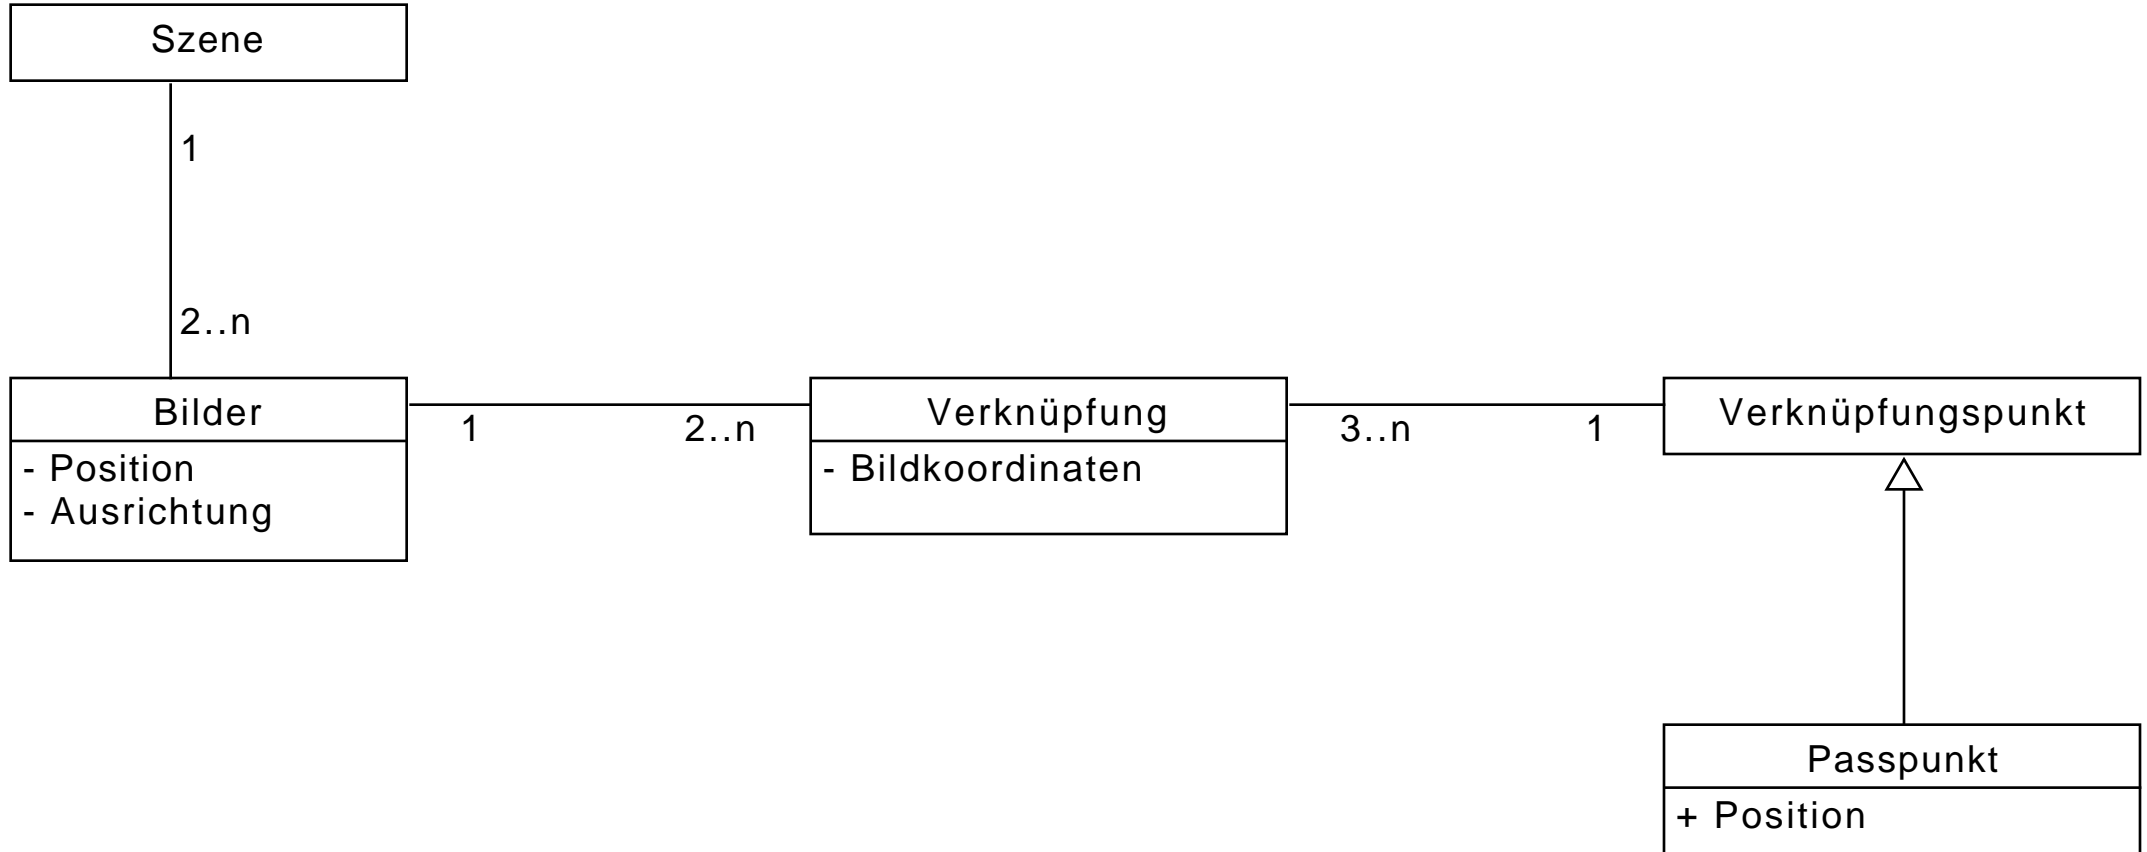 Szene
1
2..n
Bilder
- Position
- Ausrichtung
1
2..n
Verknüpfung
- Bildkoordinaten
3..n
1
Verknüpfungspunkt
Passpunkt
+ Position